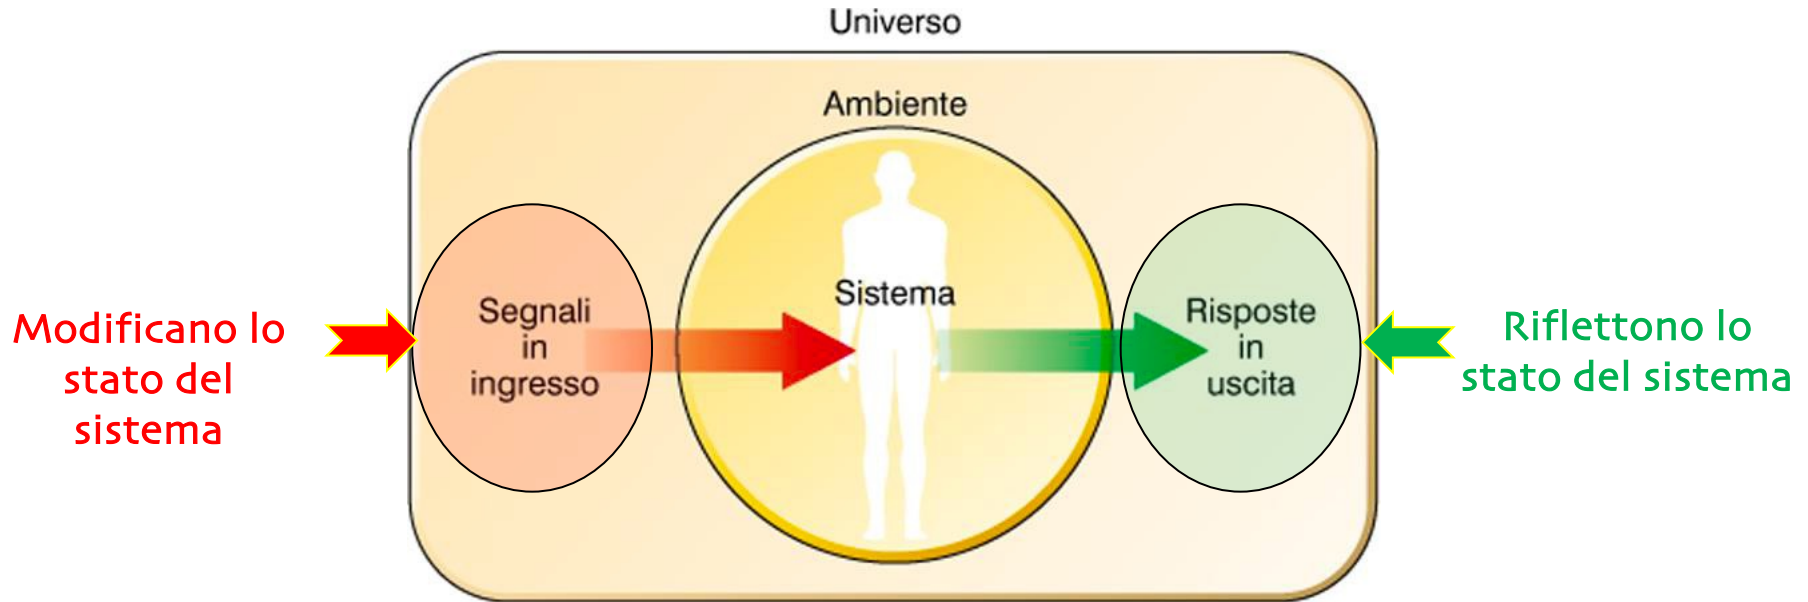 Universo
Ambiente
Modificano lo
stato del
sistema
Segnali
in
ingresso
Sistema
Risposte
in
uscita
Riflettono lo
stato del sistema